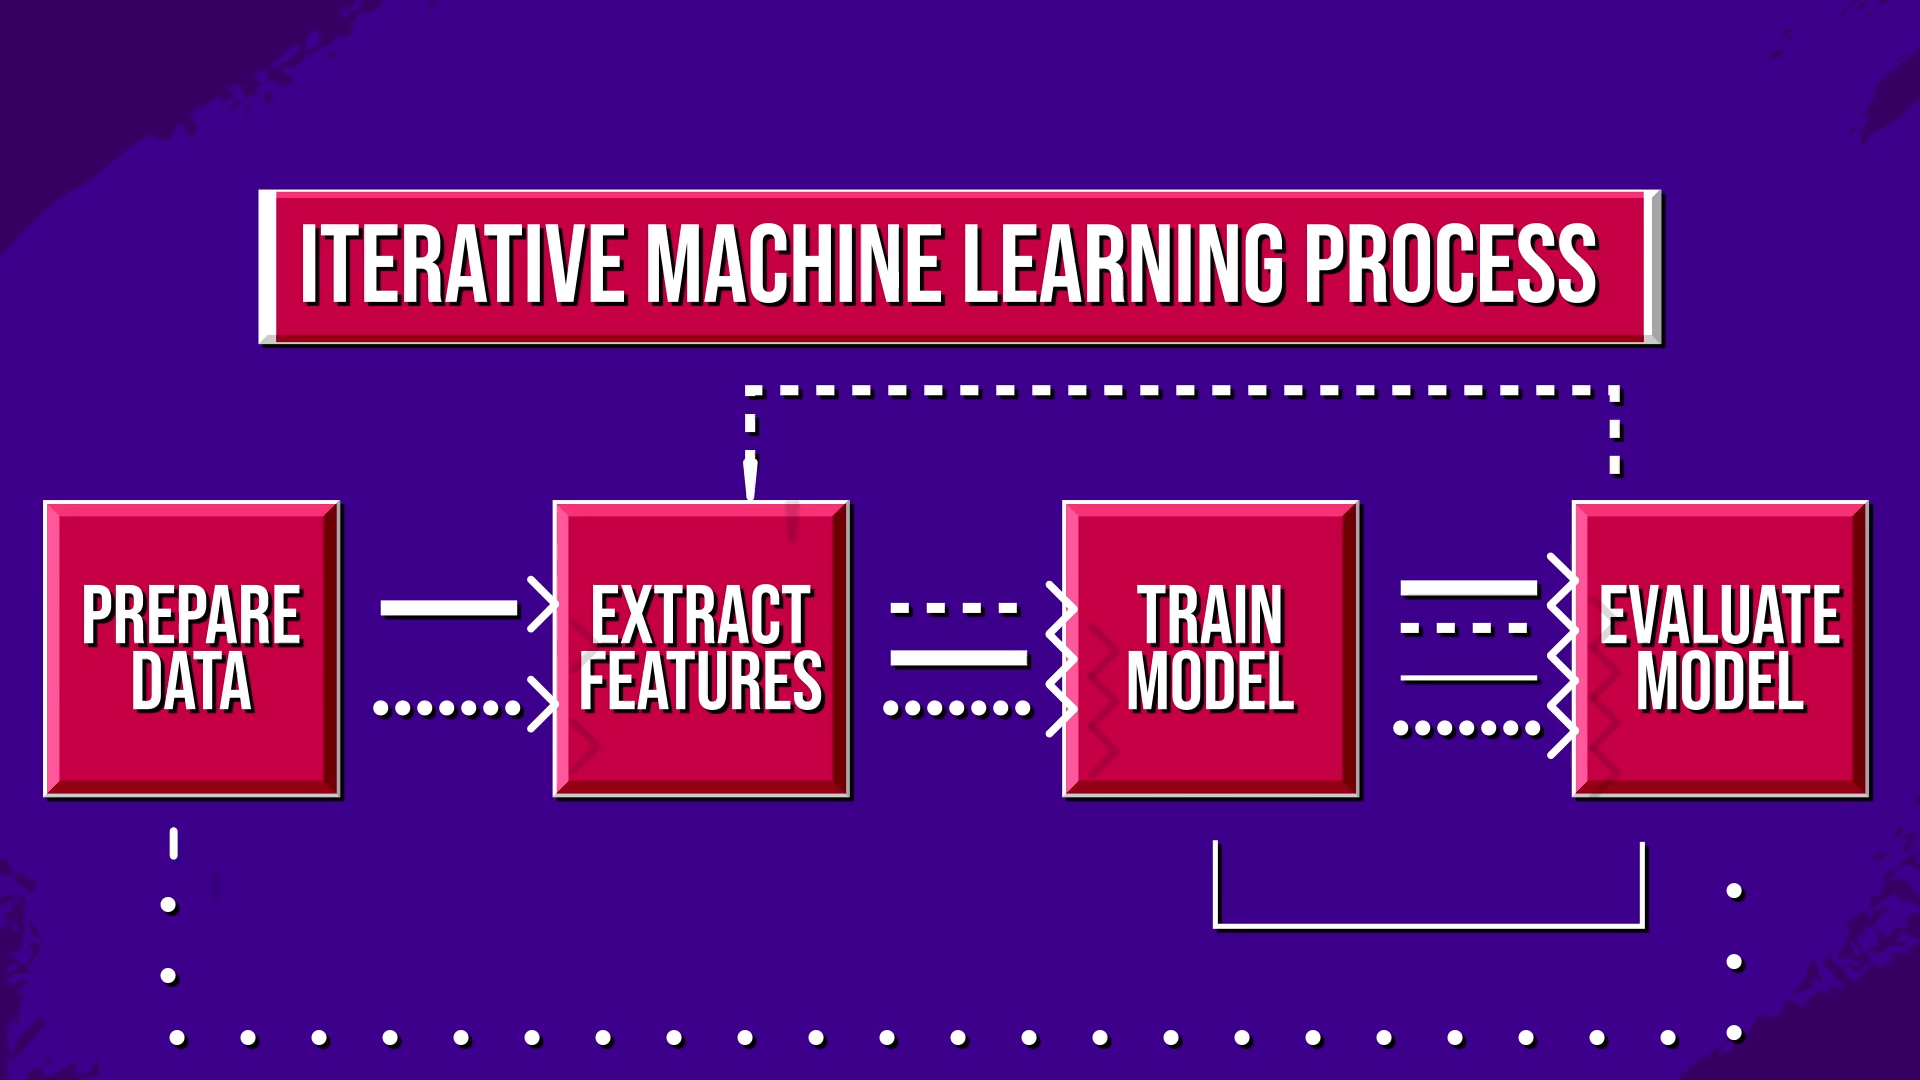 ITERATIVE MACHINE LEARNING PROCESS
PREPARE
DATA
EXTRACT
FEATURES
TRAIN
MODEL
EVALUATE
MODEL